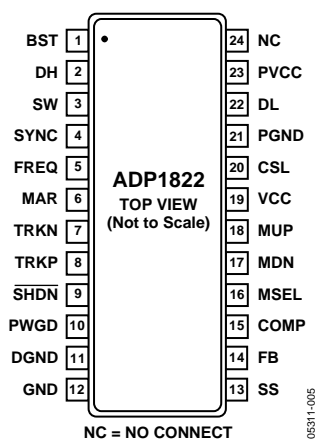 BST 1 24 NC
DH 2 23 PVCC
SW 3 22 DL
SYNC 4 21 PGND
FREQ 5 20 CSL
ADP1822
MAR 6 19 VCC
TOP VIEW
(Not to Scale)
TRKN 7 18 MUP
TRKP 8 17 MDN
SHDN 9 16 MSEL
PWGD 10 15 COMP
DGND 11 14 FB
GND 12 13 SS
NC = NO CONNECT
05311-005